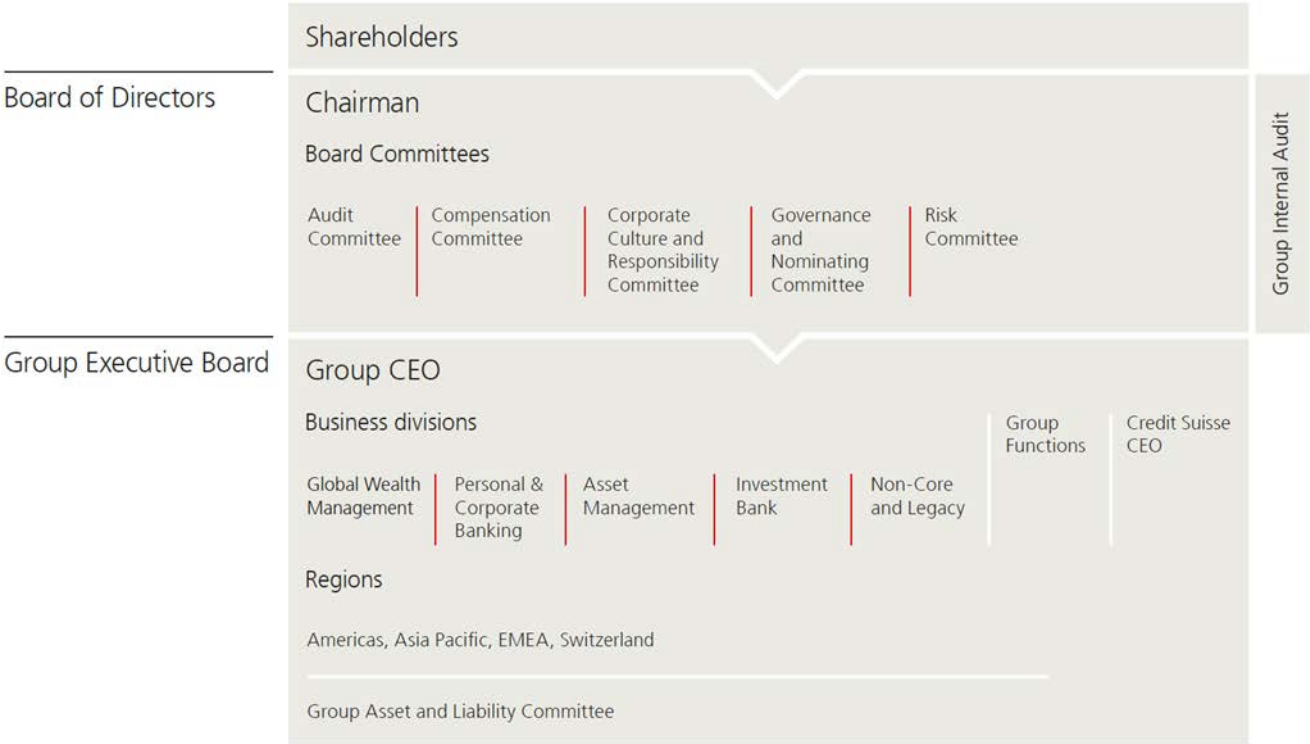 Shareholders
Board of Directors
Chairman
Board Committees
Audit
Committee
Compensation
Committee
Corporate
Culture and
Responsibility
Committee
Governance
and
Nominating
Committee
Risk
Committee
Group Internal Audit
Group Executive Board
Group CEO
Business divisions
Global Wealth
Management
Personal &
Corporate
Banking
Asset
Management
Investment
Bank
Non-Core
and Legacy
Group
Functions
Credit Suisse
CEO
Regions
Americas, Asia Pacific, EMEA, Switzerland
Group Asset and Liability Committee